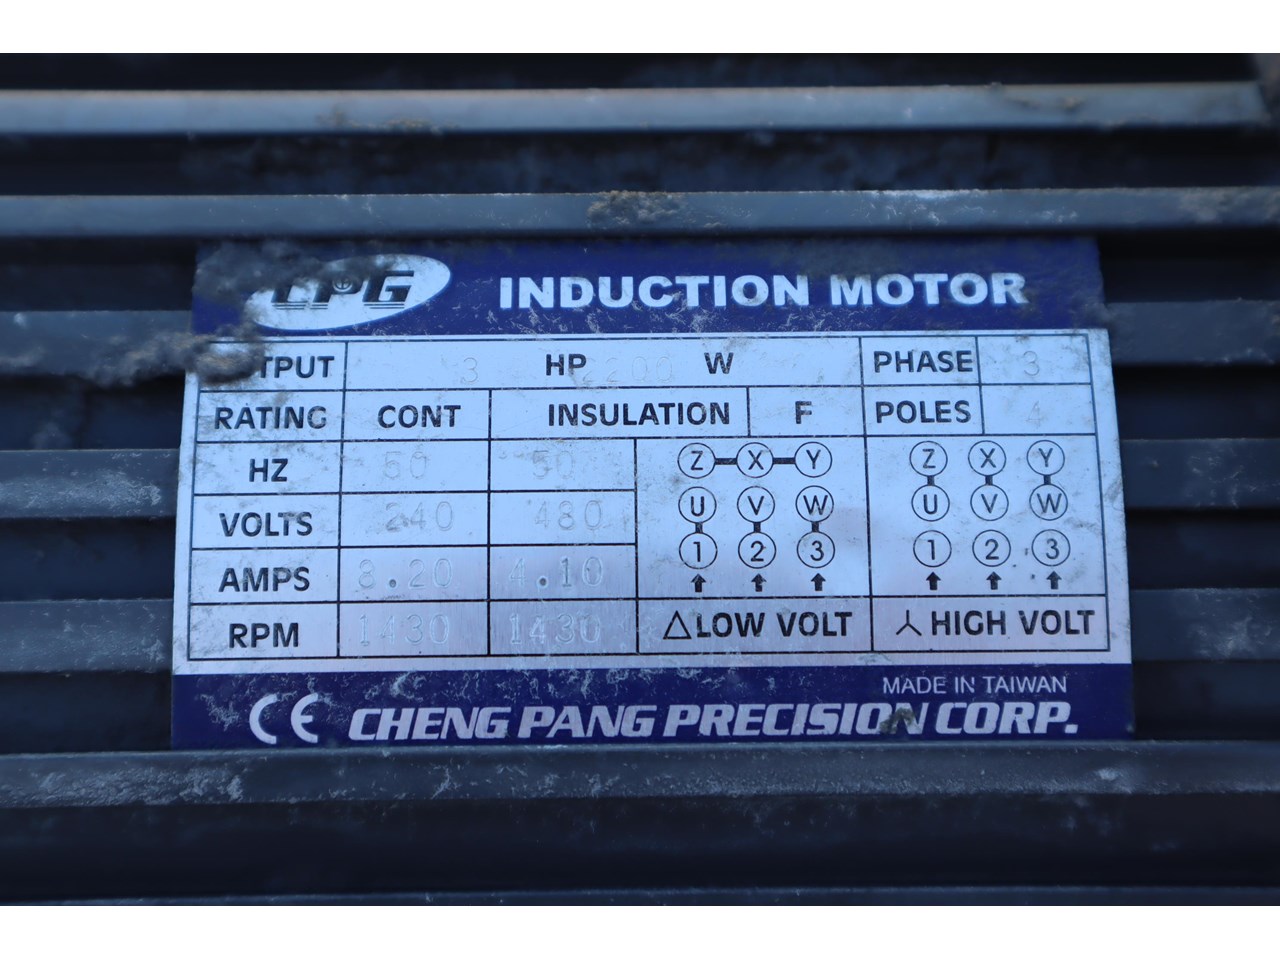 CPG® INDUCTION MOTOR
OUTPUT 3 HP 2200 W PHASE 3
RATING CONT INSULATION F POLES 4
HZ 50 50
VOLTS 240 480
AMPS 8.20 4.10
RPM 1430 1430
Z X Y Z X Y
U V W U V W
1 2 3 1 2 3
△LOW VOLT ⅄HIGH VOLT
MADE IN TAIWAN
CE CHENG PANG PRECISION CORP.